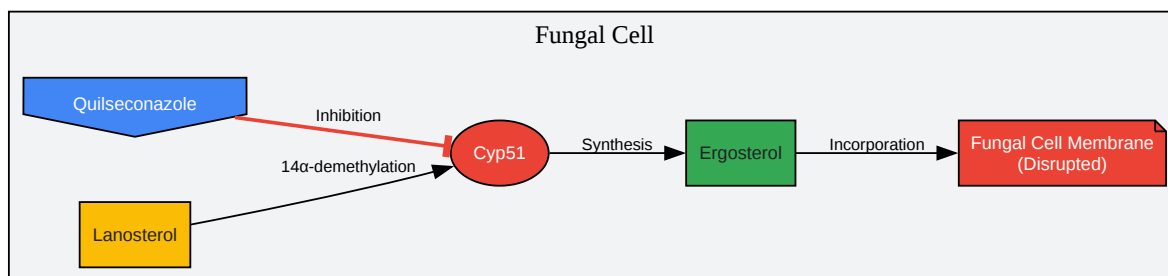 Fungal Cell
Quilseconazole
Inhibition
14α-demethylation
Lanosterol
Cyp51
Synthesis
Ergosterol
Incorporation
Fungal Cell Membrane
(Disrupted)